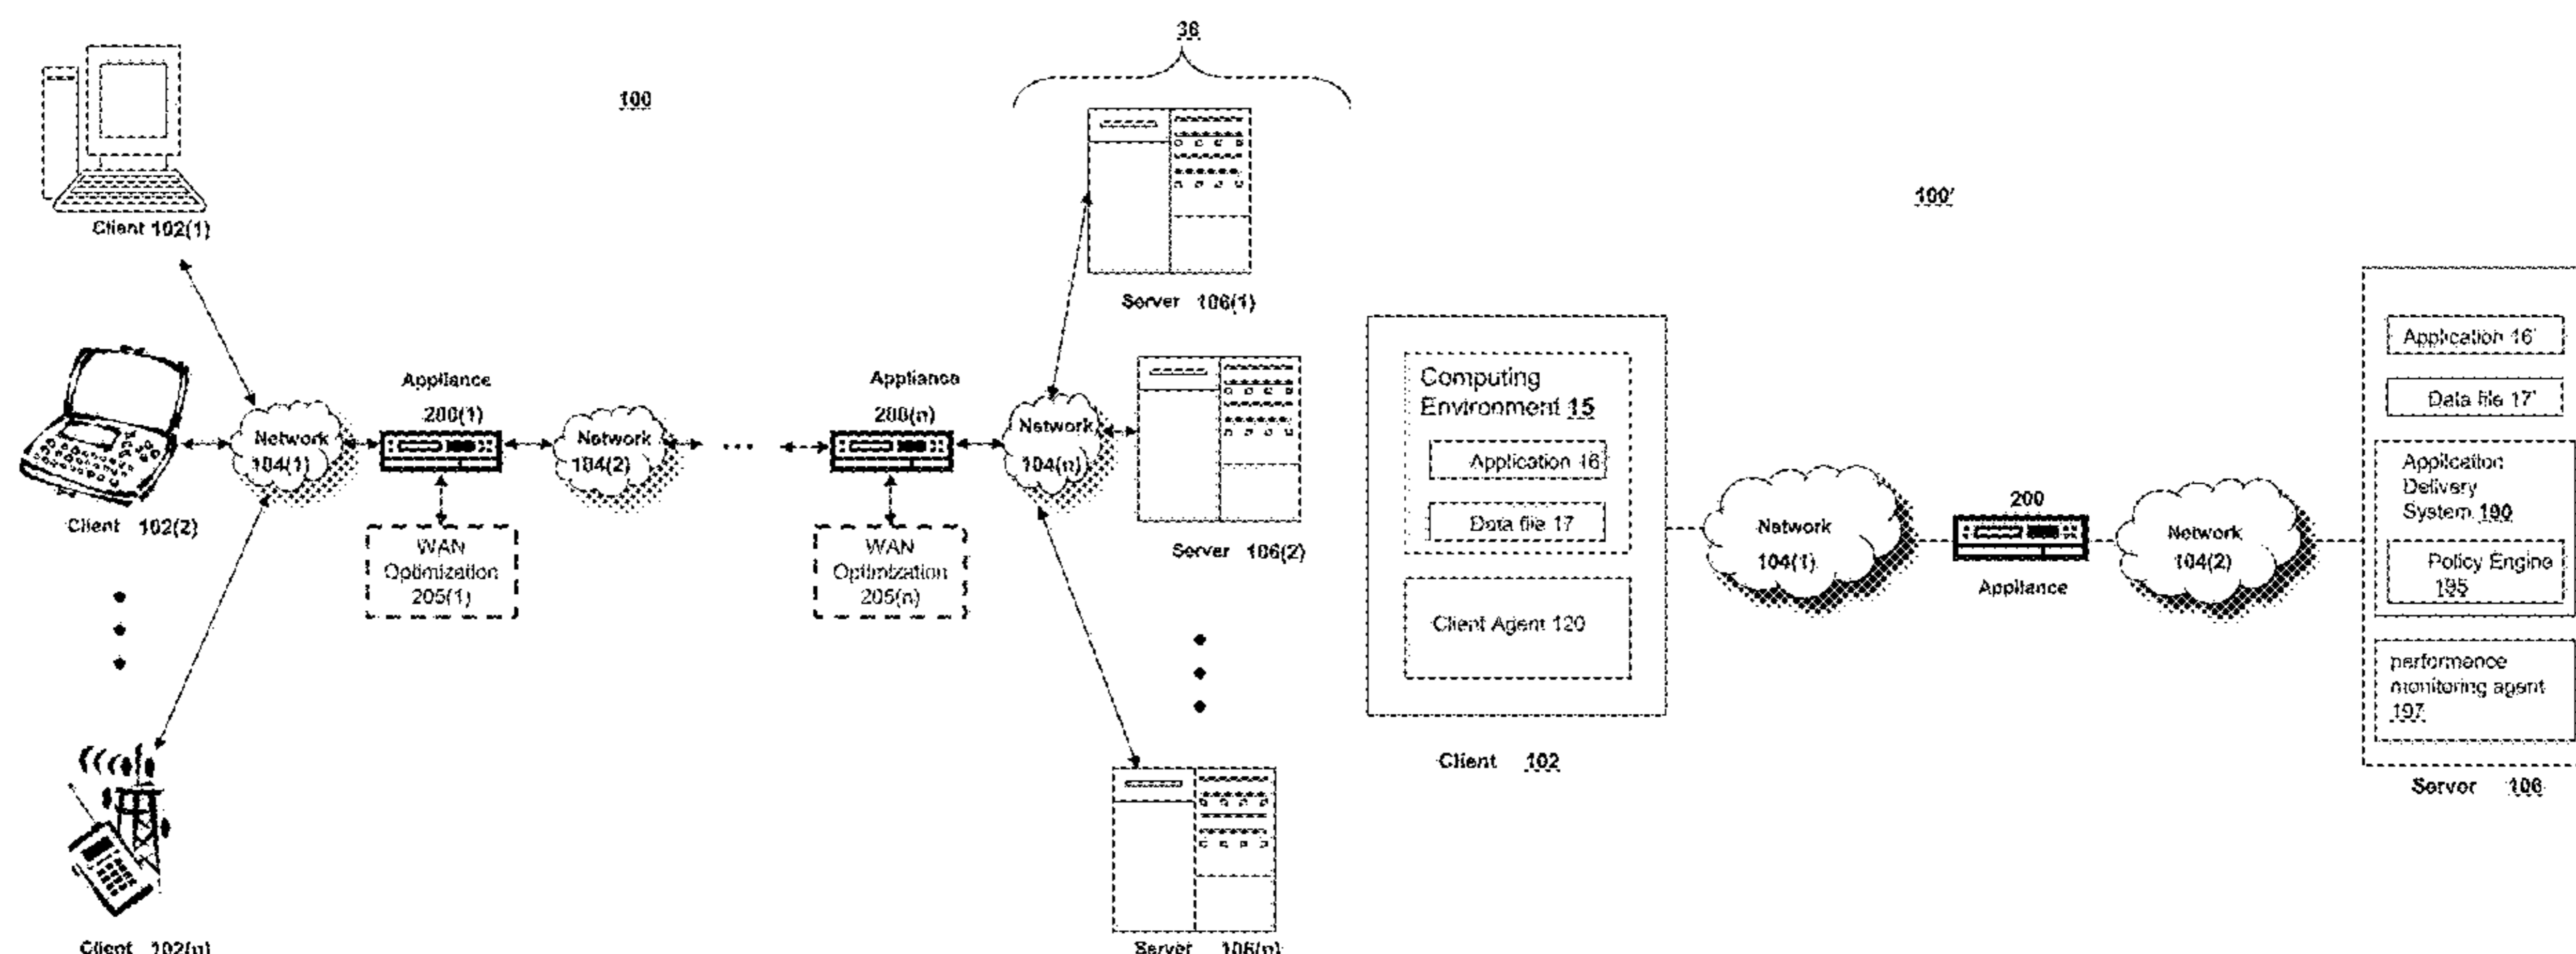 100
36
Client 102(1)
Server 106(1)
Client 102(2)
Network
104(1)
Appliance
200(1)
WAN
Optimization
205(1)
Network
104(2)
...
Appliance
200(n)
WAN
Optimization
205(n)
Network
104(n)
Server 106(2)
Client 102(n)
Server 106(n)
100'
Computing
Environment 15
Application 16
Data file 17
Client Agent 120
Client 102
Network
104(1)
200
Appliance
Network
104(2)
Application 16'
Data file 17'
Application
Delivery
System 190
Policy Engine
195
performance
monitoring agent
197
Server 106